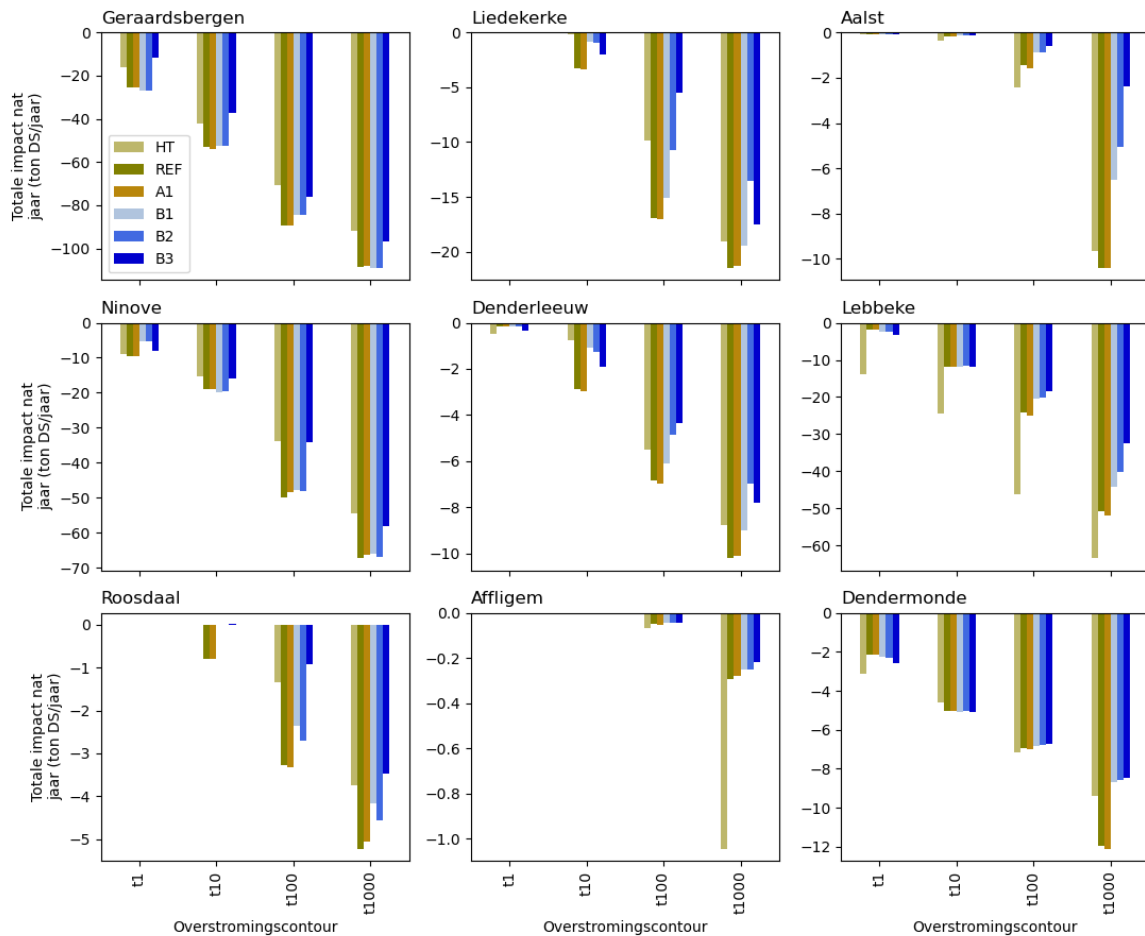 Geraardsbergen
Liedekerke
Aalst
0
−20
−40
−60
−80
−100
Totale impact nat
jaar (ton DS/jaar)
HT
REF
A1
B1
B2
B3
0
−5
−10
−15
−20
0
−2
−4
−6
−8
−10
Ninove
Denderleeuw
Lebbeke
0
−10
−20
−30
−40
−50
−60
−70
Totale impact nat
jaar (ton DS/jaar)
0
−2
−4
−6
−8
−10
0
−10
−20
−30
−40
−50
−60
Roosdaal
Affligem
Dendermonde
0
−1
−2
−3
−4
−5
Totale impact nat
jaar (ton DS/jaar)
0.0
−0.2
−0.4
−0.6
−0.8
−1.0
0
−2
−4
−6
−8
−10
−12
t1
t10
t100
t1000
t1
t10
t100
t1000
t1
t10
t100
t1000
Overstromingscontour
Overstromingscontour
Overstromingscontour